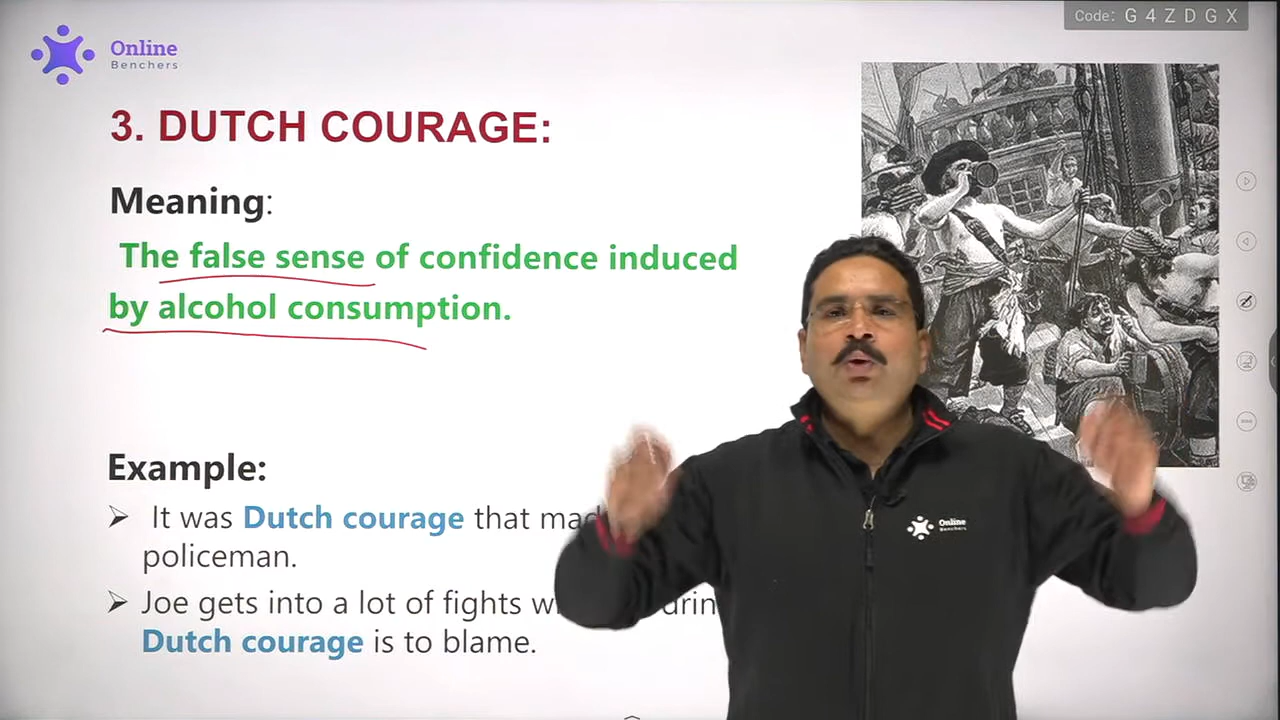 Code: G 4 Z D G X
Online
Benchers
3. DUTCH COURAGE:
Meaning:
The false sense of confidence induced
by alcohol consumption.
Example:
➢ It was Dutch courage that
policeman.
➢ Joe gets into a lot of fights
Dutch courage is to blame.
Online
Benchers